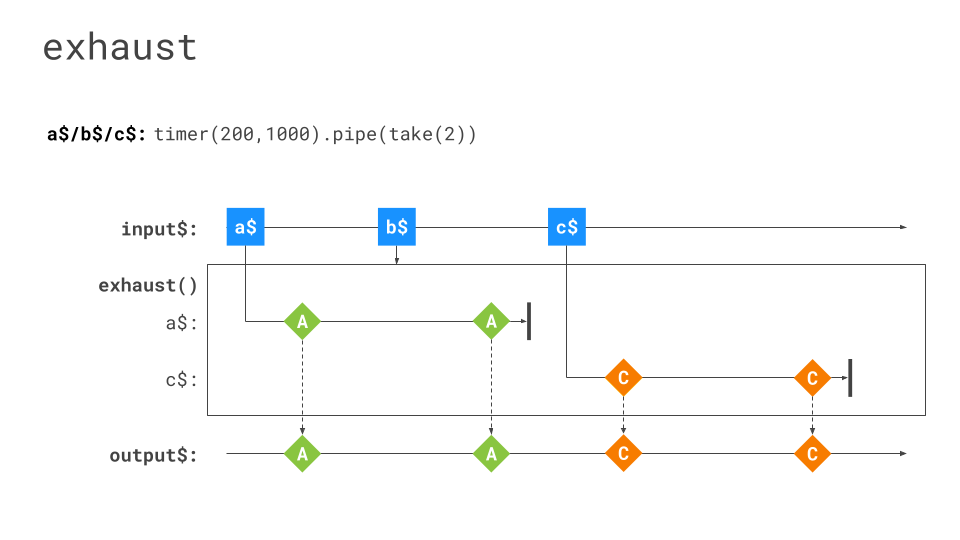 exhaust
a$/b$/c$: timer(200,1000).pipe(take(2))
input$: a$ b$ c$
exhaust()
a$: A A
c$: C C
output$: A A C C